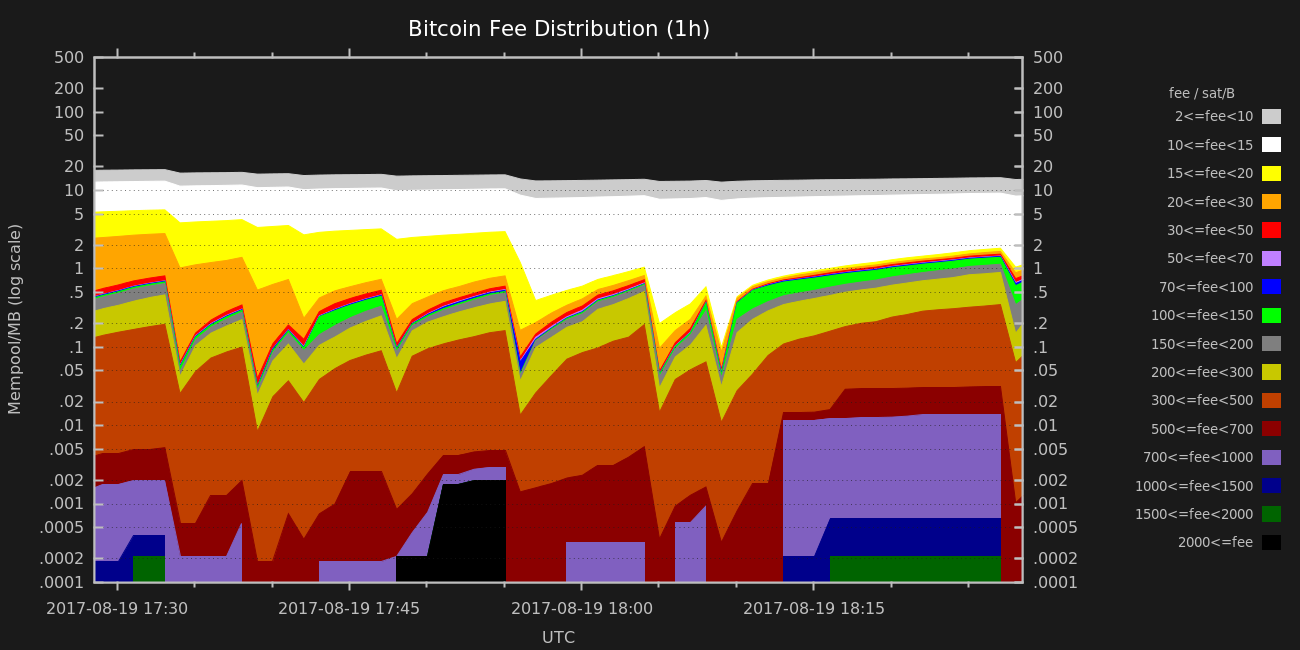 Bitcoin Fee Distribution (1h)
Mempool/MB (log scale)
500
200
100
50
20
10
5
2
1
.5
.2
.1
.05
.02
.01
.005
.002
.001
.0005
.0002
.0001
500
200
100
50
20
10
5
2
1
.5
.2
.1
.05
.02
.01
.005
.002
.001
.0005
.0002
.0001
2017-08-19 17:30
2017-08-19 17:45
2017-08-19 18:00
2017-08-19 18:15
UTC
fee / sat/B
2<=fee<10
10<=fee<15
15<=fee<20
20<=fee<30
30<=fee<50
50<=fee<70
70<=fee<100
100<=fee<150
150<=fee<200
200<=fee<300
300<=fee<500
500<=fee<700
700<=fee<1000
1000<=fee<1500
1500<=fee<2000
2000<=fee